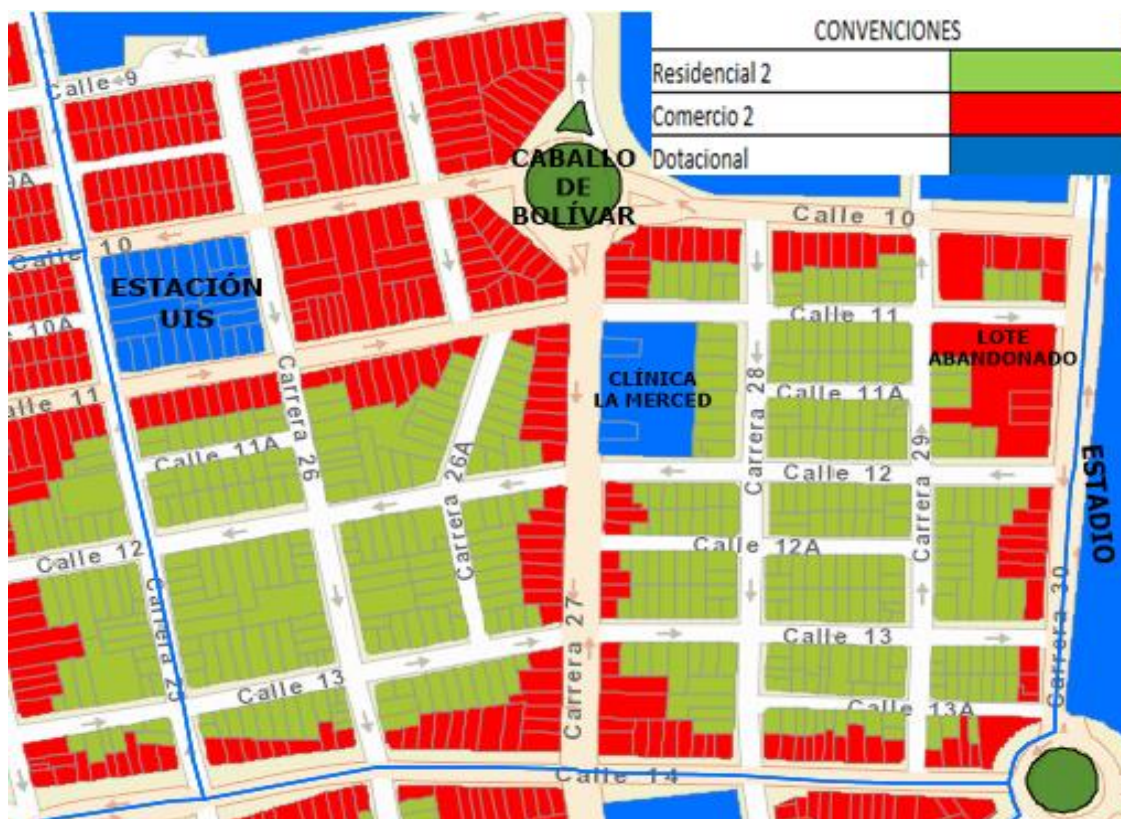 CONVENCIONES
Residencial 2
Comercio 2
Dotacional
Calle 9
9A
CABALLO
DE
BOLÍVAR
Calle 10
Calle 10
ESTACIÓN
UIS
10A
Calle 11
LOTE
ABANDONADO
CLÍNICA
LA MERCED
Carrera 28
Calle 11A
alle 11
Carrera 26
Calle 11A
Carrera 26A
Calle 12
Carrera 29
ESTADIO
Calle 12
Calle 12A
Carrera 25
Carrera 27
Calle 13
Carrera 30
Calle 13
Calle 13A
Calle 14